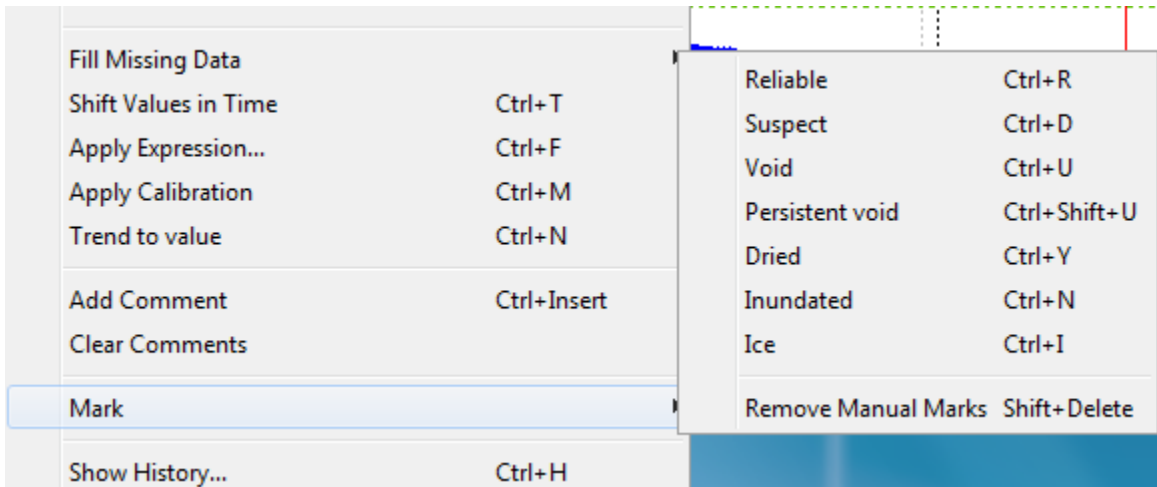 Fill Missing Data
Shift Values in Time Ctrl+T
Apply Expression... Ctrl+F
Apply Calibration Ctrl+M
Trend to value Ctrl+N
Add Comment Ctrl+Insert
Clear Comments
Mark
Show History... Ctrl+H
Reliable Ctrl+R
Suspect Ctrl+D
Void Ctrl+U
Persistent void Ctrl+Shift+U
Dried Ctrl+Y
Inundated Ctrl+N
Ice Ctrl+I
Remove Manual Marks Shift+Delete